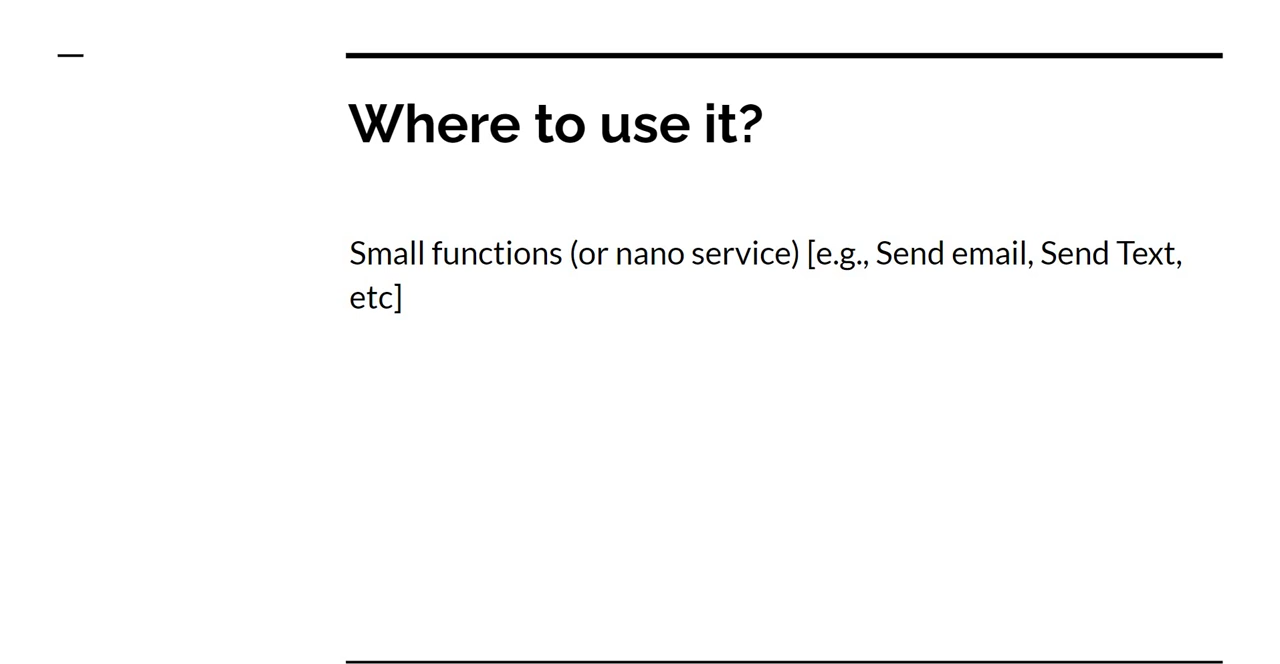 Where to use it?
Small functions (or nano service) [e.g., Send email, Send Text,
etc]